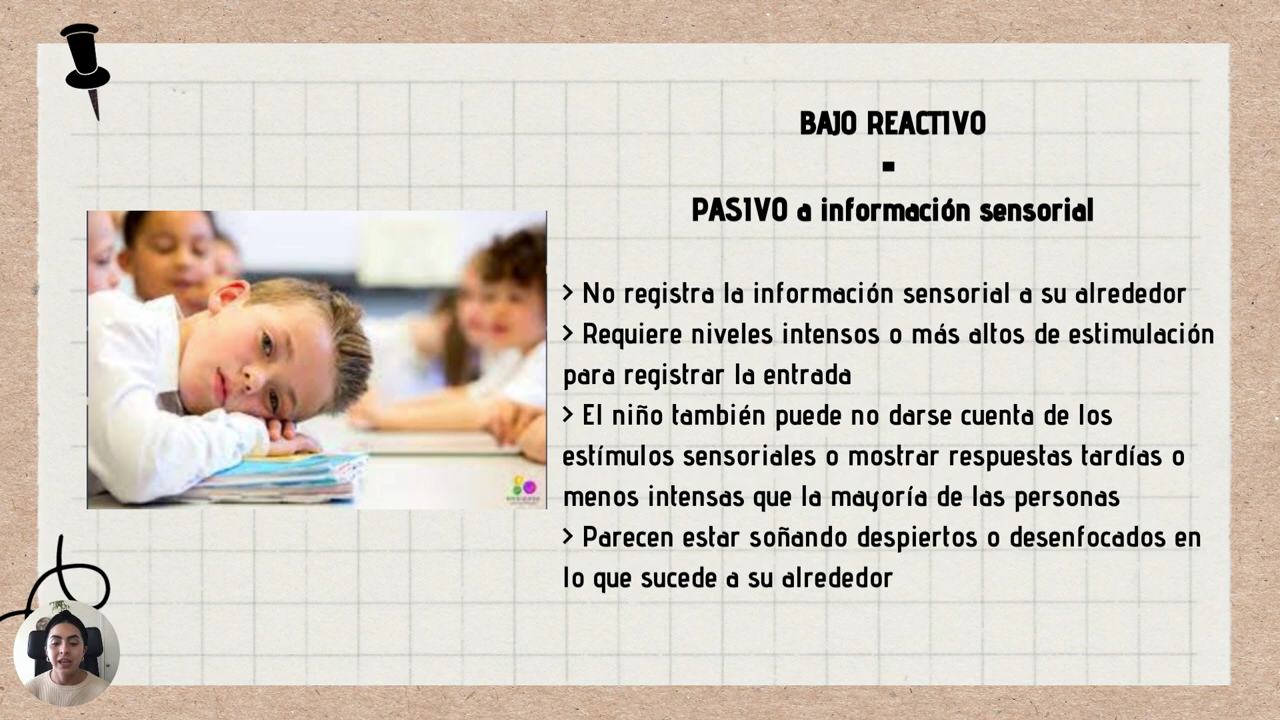 BAJO REACTIVO
-
PASIVO a información sensorial
> No registra la información sensorial a su alrededor
> Requiere niveles intensos o más altos de estimulación
para registrar la entrada
> El niño también puede no darse cuenta de los
estímulos sensoriales o mostrar respuestas tardías o
menos intensas que la mayoría de las personas
> Parecen estar soñando despiertos o desenfocados en
lo que sucede a su alrededor